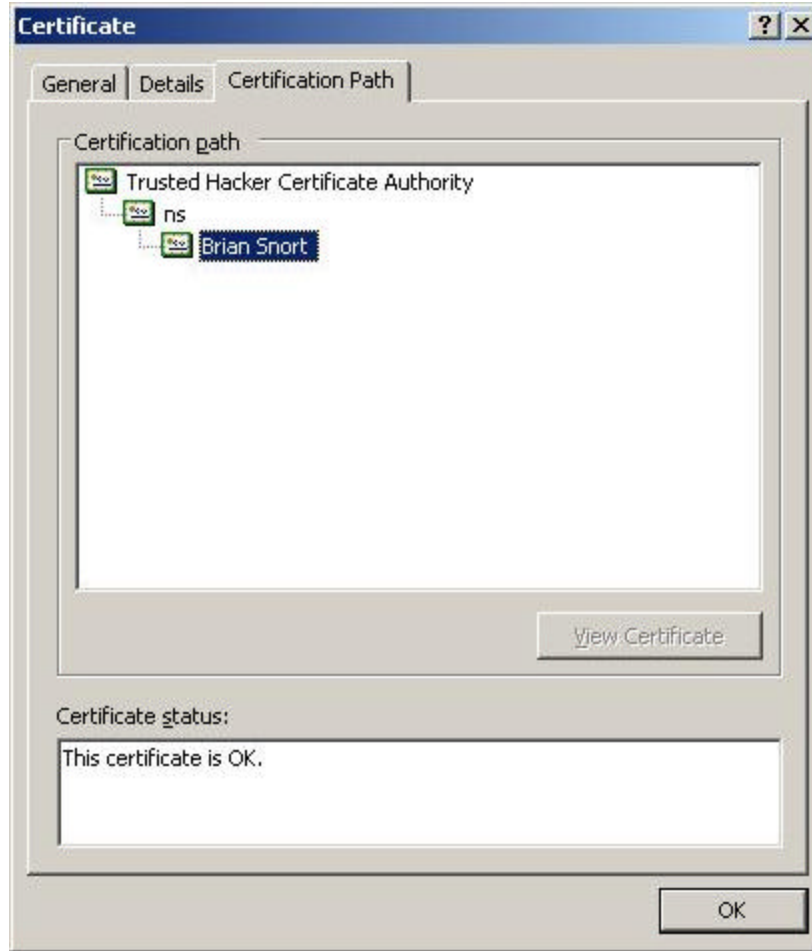 Certificate
General
Details
Certification Path
Certification path
Trusted Hacker Certificate Authority
ns
Brian Snort
View Certificate
Certificate status:
This certificate is OK.
OK